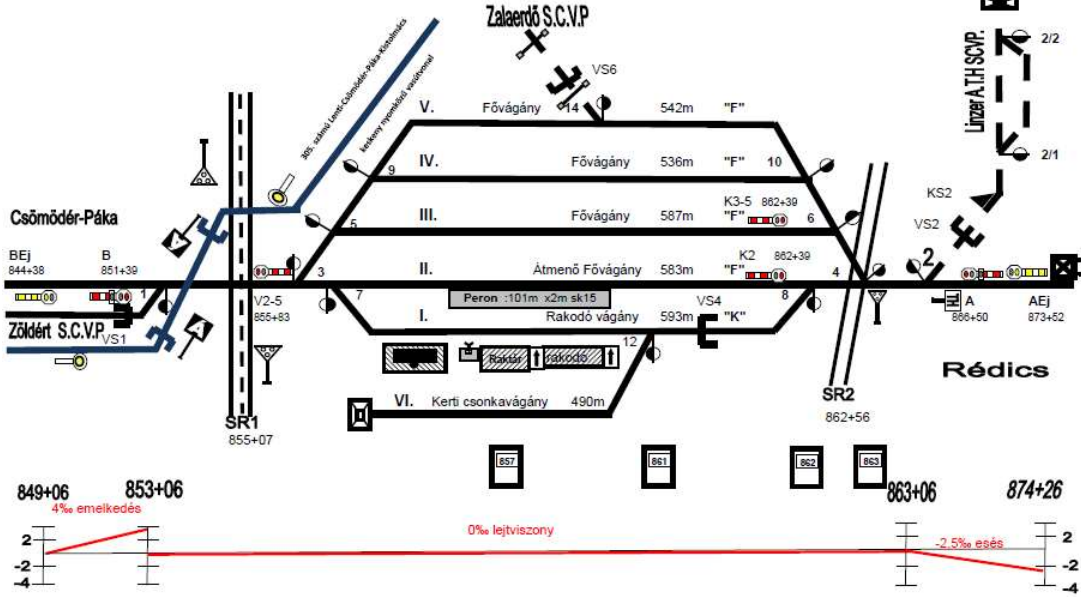 Zalaerdő S.C.V.P
2/2
VS6
Linzer A.T.H SCVP.
305. számú Lenti-Csömödér-Páka-Kistolmács
keskeny nyomközű vasútvonal
V. Fővágány 14 542m "F"
2/1
IV. Fővágány 536m "F" 10
9
KS2
K3-5 862+39
Csömödér-Páka
III. Fővágány 587m "F" 6
5
VS2
BEj
844+38
B
851+39
K2 862+39
II. Átmenő Fővágány 583m "F" 4
2
1
3
7
8
V2-5
855+83
Peron :101m x2m sk15
A
866+50
AEj
873+52
Zöldért S.C.V.P.
VS1
VS4
I. Rakodó vágány 593m "K"
12
Raktár rakodó
Rédics
VI. Kerti csonkavágány 490m
SR1
855+07
SR2
862+56
857
861
862
863
849+06
853+06
863+06
874+26
4‰ emelkedés
0‰ lejtviszony
-2.5‰ esés
2
-2
-4
2
-2
-4